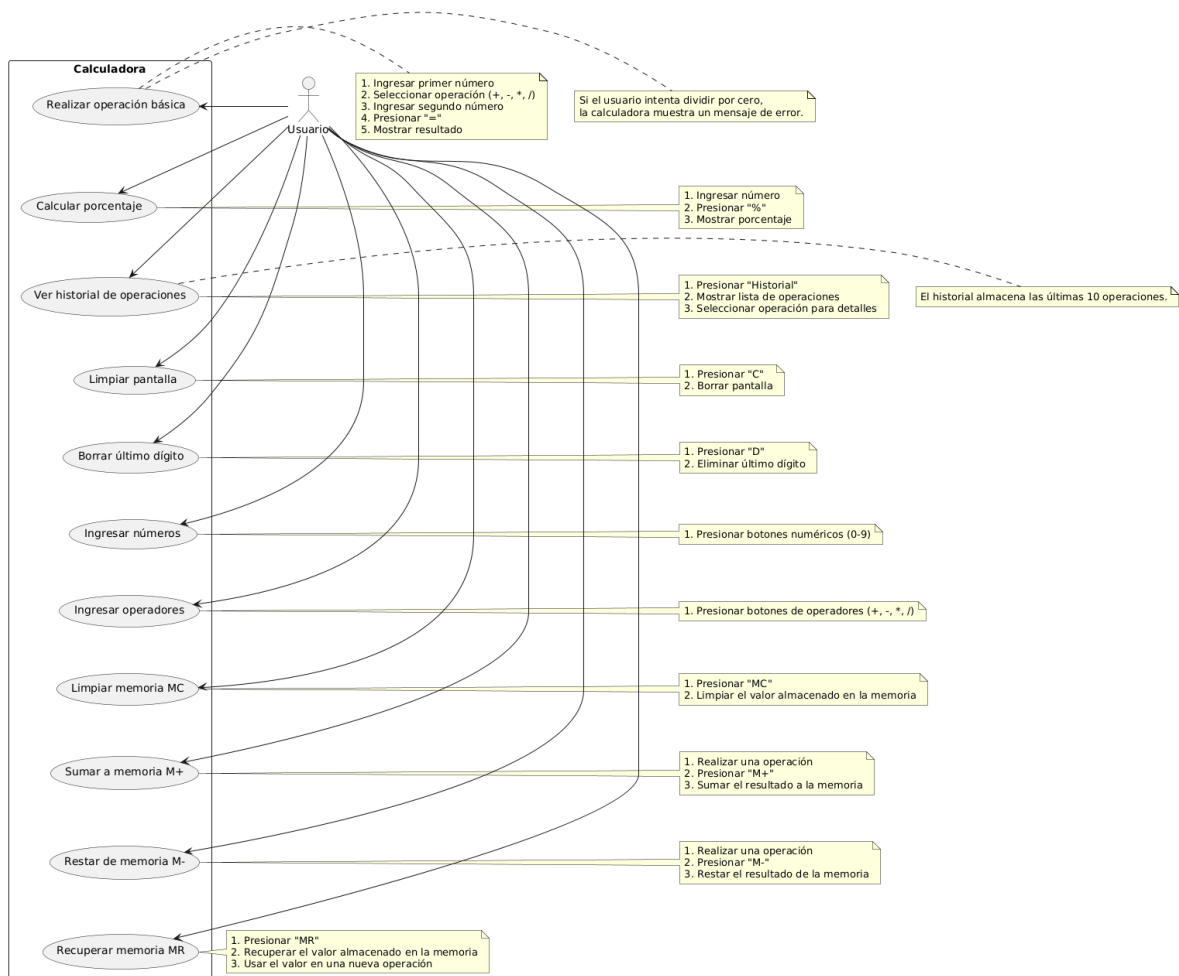 Calculadora
Realizar operación básica
Usuario
1. Ingresar primer número
2. Seleccionar operación (+, -, *, /)
3. Ingresar segundo número
4. Presionar "="
5. Mostrar resultado
Si el usuario intenta dividir por cero,
la calculadora muestra un mensaje de error.
Calcular porcentaje
1. Ingresar número
2. Presionar "%"
3. Mostrar porcentaje
Ver historial de operaciones
1. Presionar "Historial"
2. Mostrar lista de operaciones
3. Seleccionar operación para detalles
El historial almacena las últimas 10 operaciones.
Limpiar pantalla
1. Presionar "C"
2. Borrar pantalla
Borrar último dígito
1. Presionar "D"
2. Eliminar último dígito
Ingresar números
1. Presionar botones numéricos (0-9)
Ingresar operadores
1. Presionar botones de operadores (+, -, *, /)
Limpiar memoria MC
1. Presionar "MC"
2. Limpiar el valor almacenado en la memoria
Sumar a memoria M+
1. Realizar una operación
2. Presionar "M+"
3. Sumar el resultado a la memoria
Restar de memoria M-
1. Realizar una operación
2. Presionar "M-"
3. Restar el resultado de la memoria
Recuperar memoria MR
1. Presionar "MR"
2. Recuperar el valor almacenado en la memoria
3. Usar el valor en una nueva operación